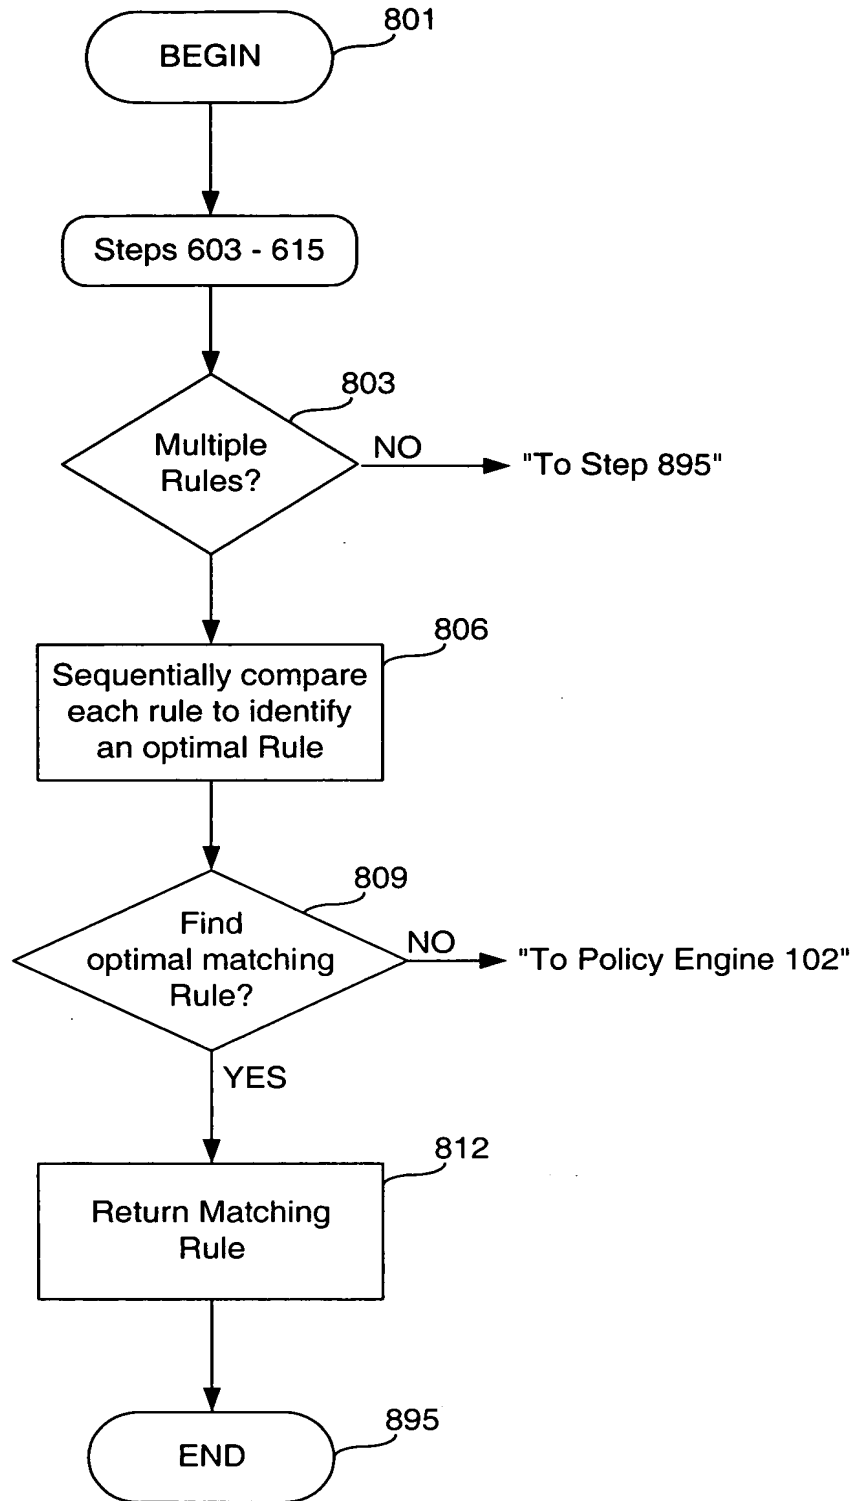 801
BEGIN
Steps 603 - 615
803
Multiple
Rules?
NO
"To Step 895"
806
Sequentially compare
each rule to identify
an optimal Rule
809
Find
optimal matching
Rule?
NO
"To Policy Engine 102"
YES
812
Return Matching
Rule
895
END